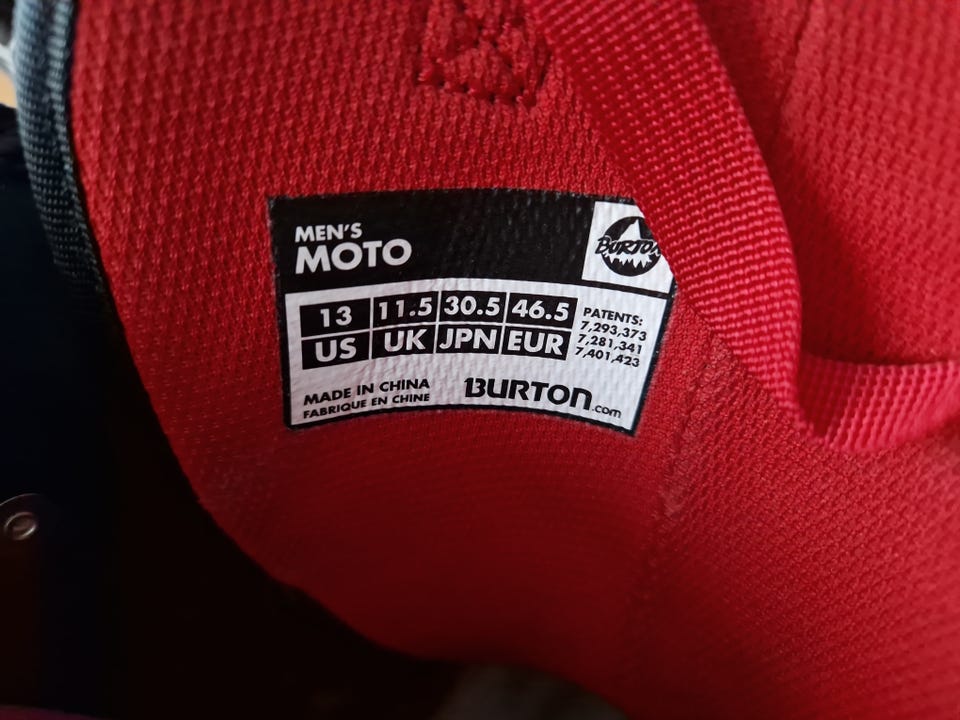 MEN'S
MOTO
BURTON
13 11.5 30.5 46.5
US UK JPN EUR
PATENTS:
7,293,373
7,281,341
7,401,423
MADE IN CHINA
FABRIQUE EN CHINE
BURTON.com